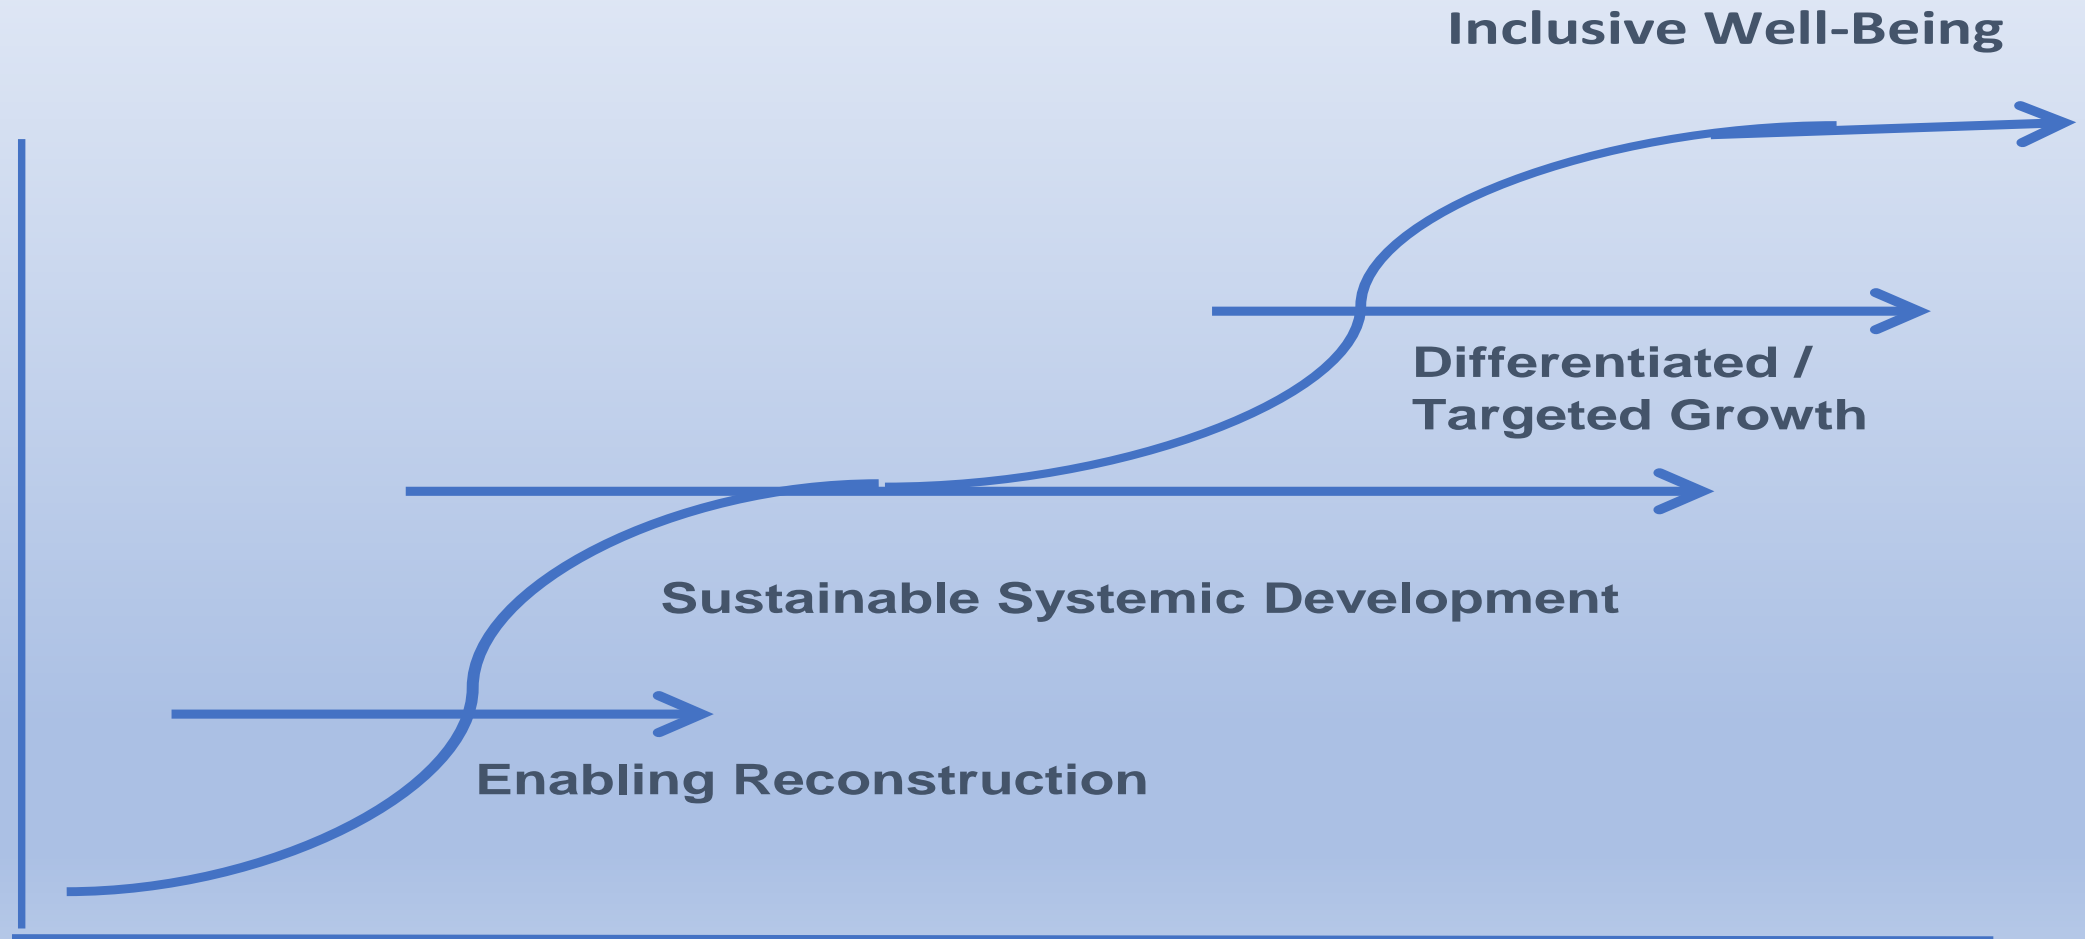 Inclusive Well-Being
Differentiated /
Targeted Growth
Sustainable Systemic Development
Enabling Reconstruction